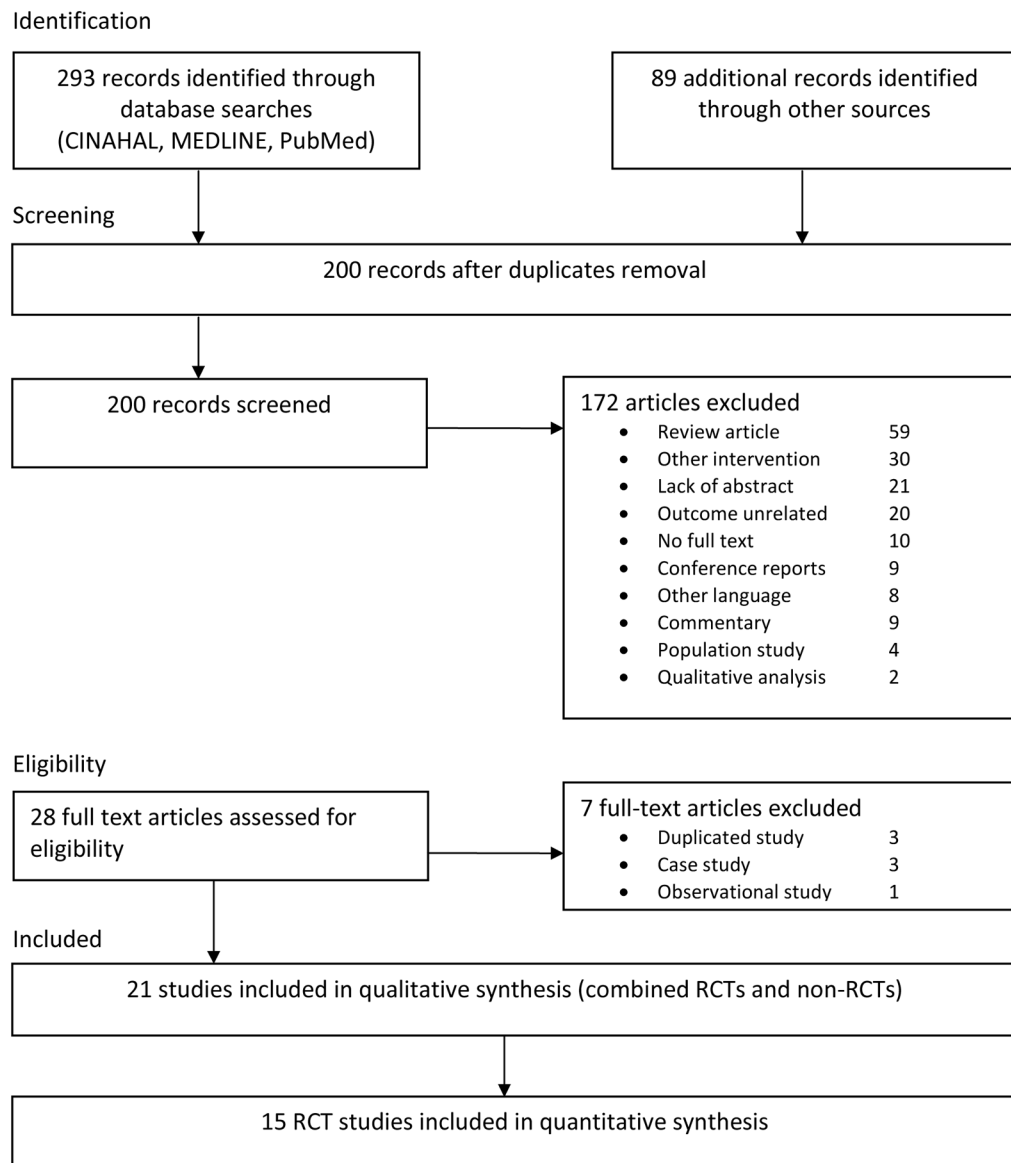 Identification
293 records identified through
database searches
(CINAHAL, MEDLINE, PubMed)
89 additional records identified
through other sources
Screening
200 records after duplicates removal
200 records screened
172 articles excluded
• Review article 59
• Other intervention 30
• Lack of abstract 21
• Outcome unrelated 20
• No full text 10
• Conference reports 9
• Other language 8
• Commentary 9
• Population study 4
• Qualitative analysis 2
Eligibility
28 full text articles assessed for
eligibility
7 full-text articles excluded
• Duplicated study 3
• Case study 3
• Observational study 1
Included
21 studies included in qualitative synthesis (combined RCTs and non-RCTs)
15 RCT studies included in quantitative synthesis